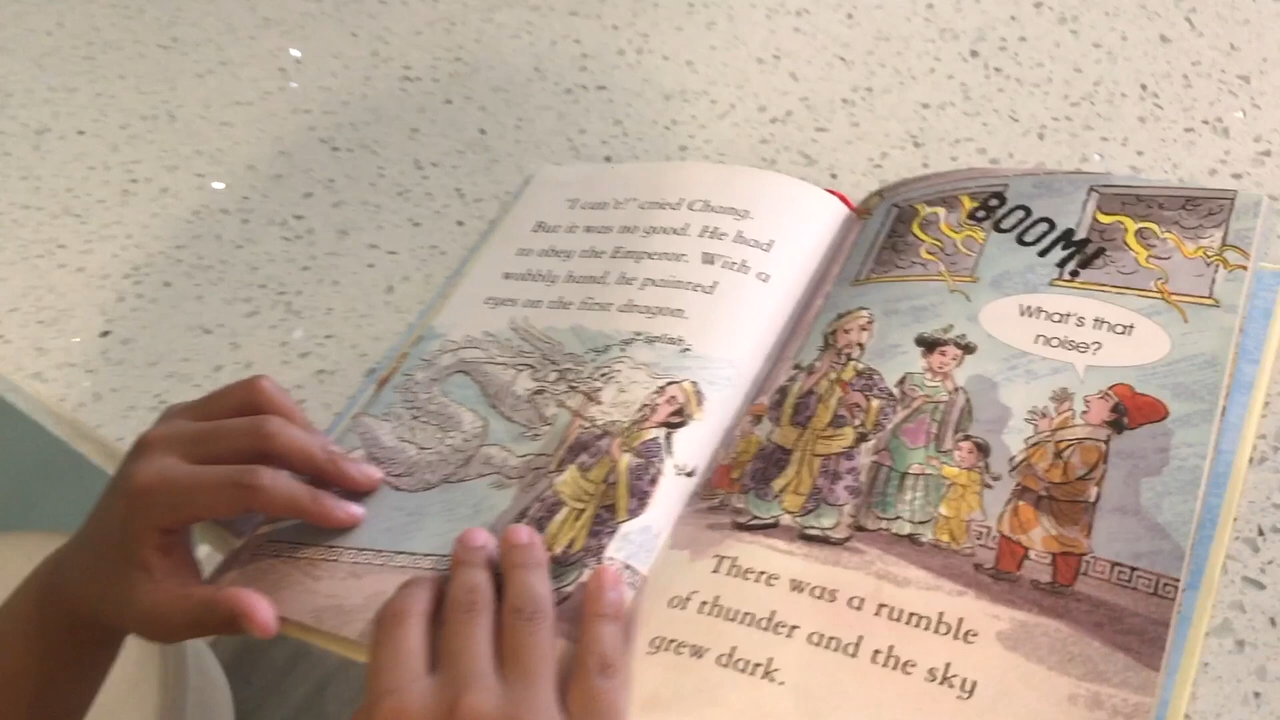 "I can't!" cried Chang.
But it was no good. He had
to obey the Emperor. With a
wobbly hand, he painted
eyes on the first dragon.
BOOM!
What's that
noise?
There was a rumble
of thunder and the sky
grew dark.